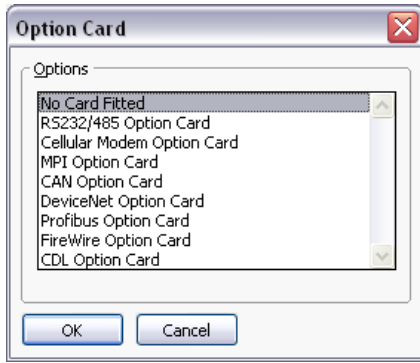 Option Card
Options
No Card Fitted
RS232/485 Option Card
Cellular Modem Option Card
MPI Option Card
CAN Option Card
DeviceNet Option Card
Profibus Option Card
FireWire Option Card
CDL Option Card
OK
Cancel